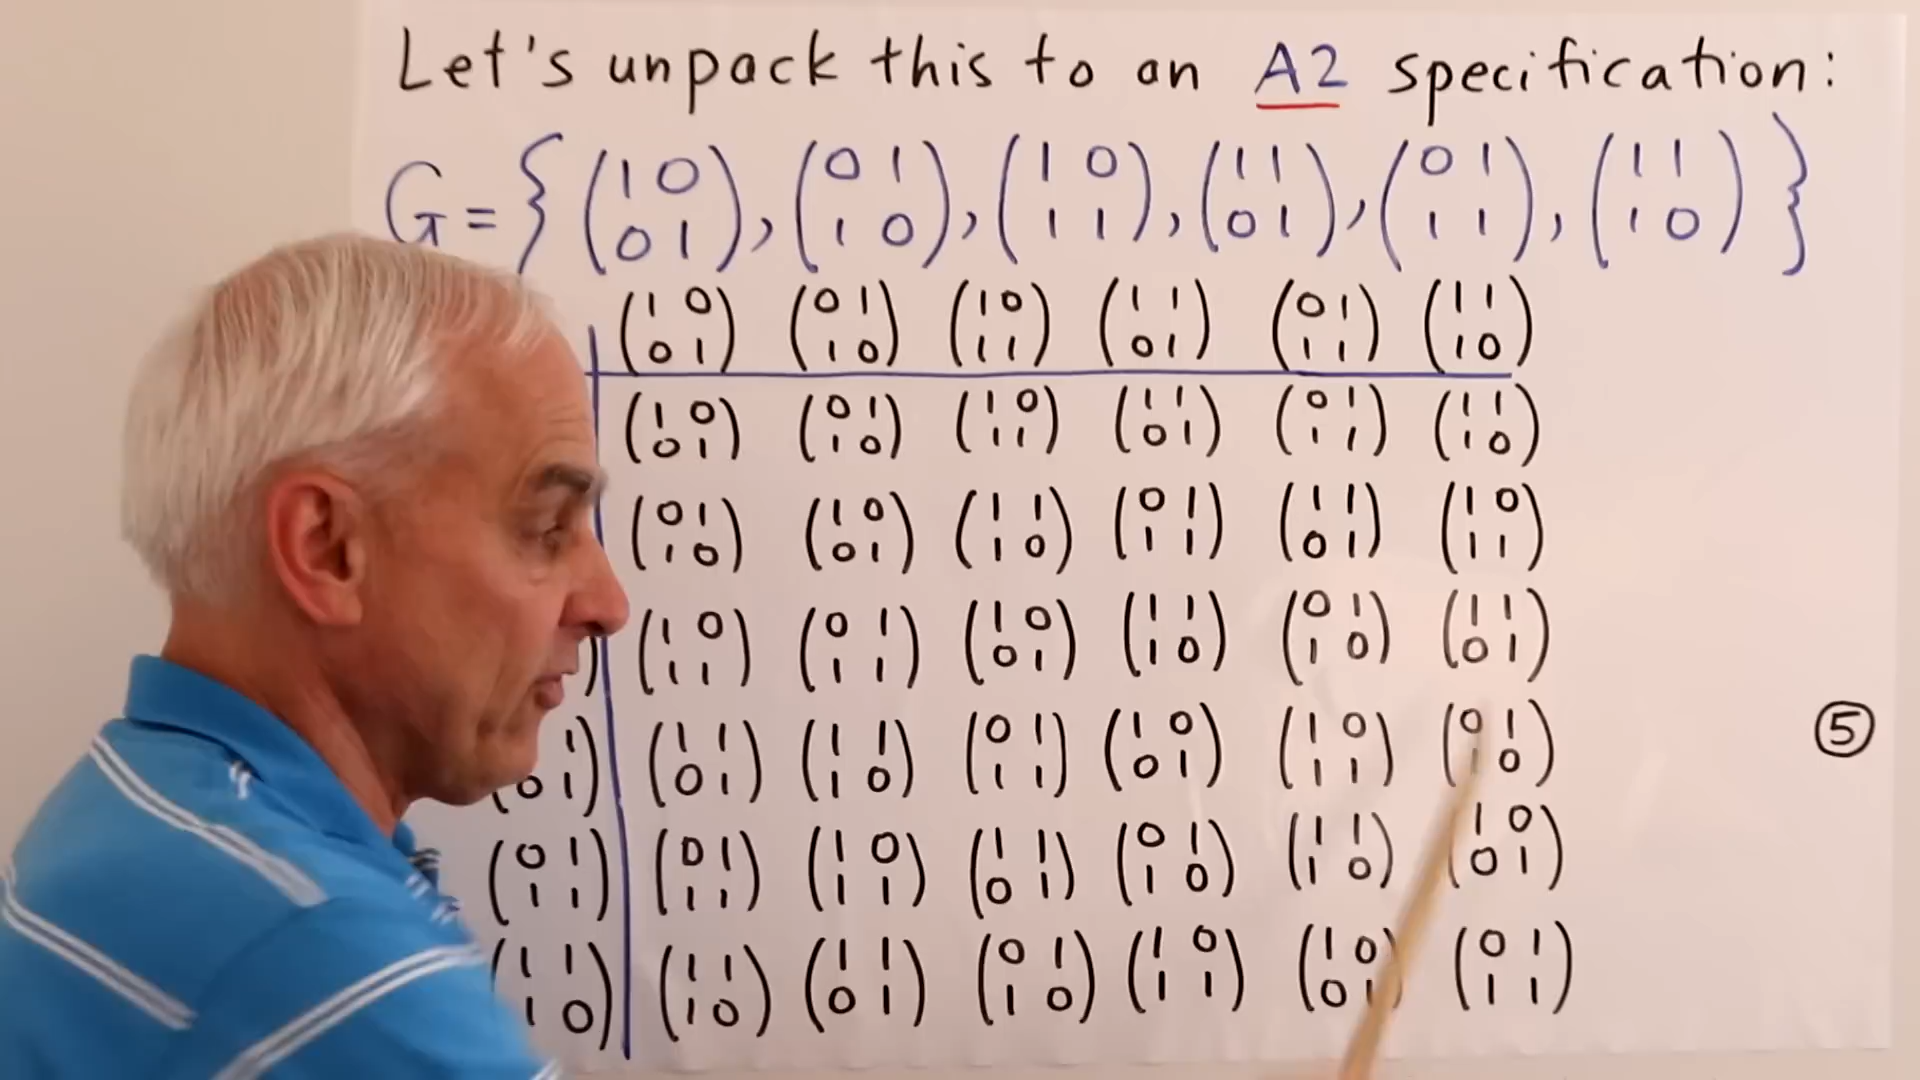 Let's unpack this to an A2 specification:
G = { (1 0 / 0 1), (0 1 / 1 0), (1 0 / 1 1), (1 1 / 0 1), (0 1 / 1 1), (1 1 / 1 0) }
(1 0 / 0 1) (0 1 / 1 0) (1 0 / 1 1) (1 1 / 0 1) (0 1 / 1 1) (1 1 / 1 0)
(1 0 / 0 1) (0 1 / 1 0) (1 0 / 1 1) (1 1 / 0 1) (0 1 / 1 1) (1 1 / 1 0)
(0 1 / 1 0) (1 0 / 0 1) (1 1 / 1 0) (0 1 / 1 1) (1 1 / 0 1) (1 0 / 1 1)
(1 0 / 1 1) (0 1 / 1 1) (1 0 / 0 1) (1 1 / 1 0) (0 1 / 1 0) (1 1 / 0 1)
(1 1 / 0 1) (1 1 / 1 0) (0 1 / 1 1) (1 0 / 0 1) (1 0 / 1 1) (0 1 / 1 0)
5
(0 1 / 1 1) (0 1 / 1 1) (1 0 / 1 1) (1 1 / 0 1) (0 1 / 1 0) (1 1 / 1 0) (1 0 / 0 1)
(1 1 / 1 0) (1 1 / 1 0) (1 1 / 0 1) (0 1 / 1 0) (1 0 / 1 1) (1 0 / 0 1) (0 1 / 1 1)